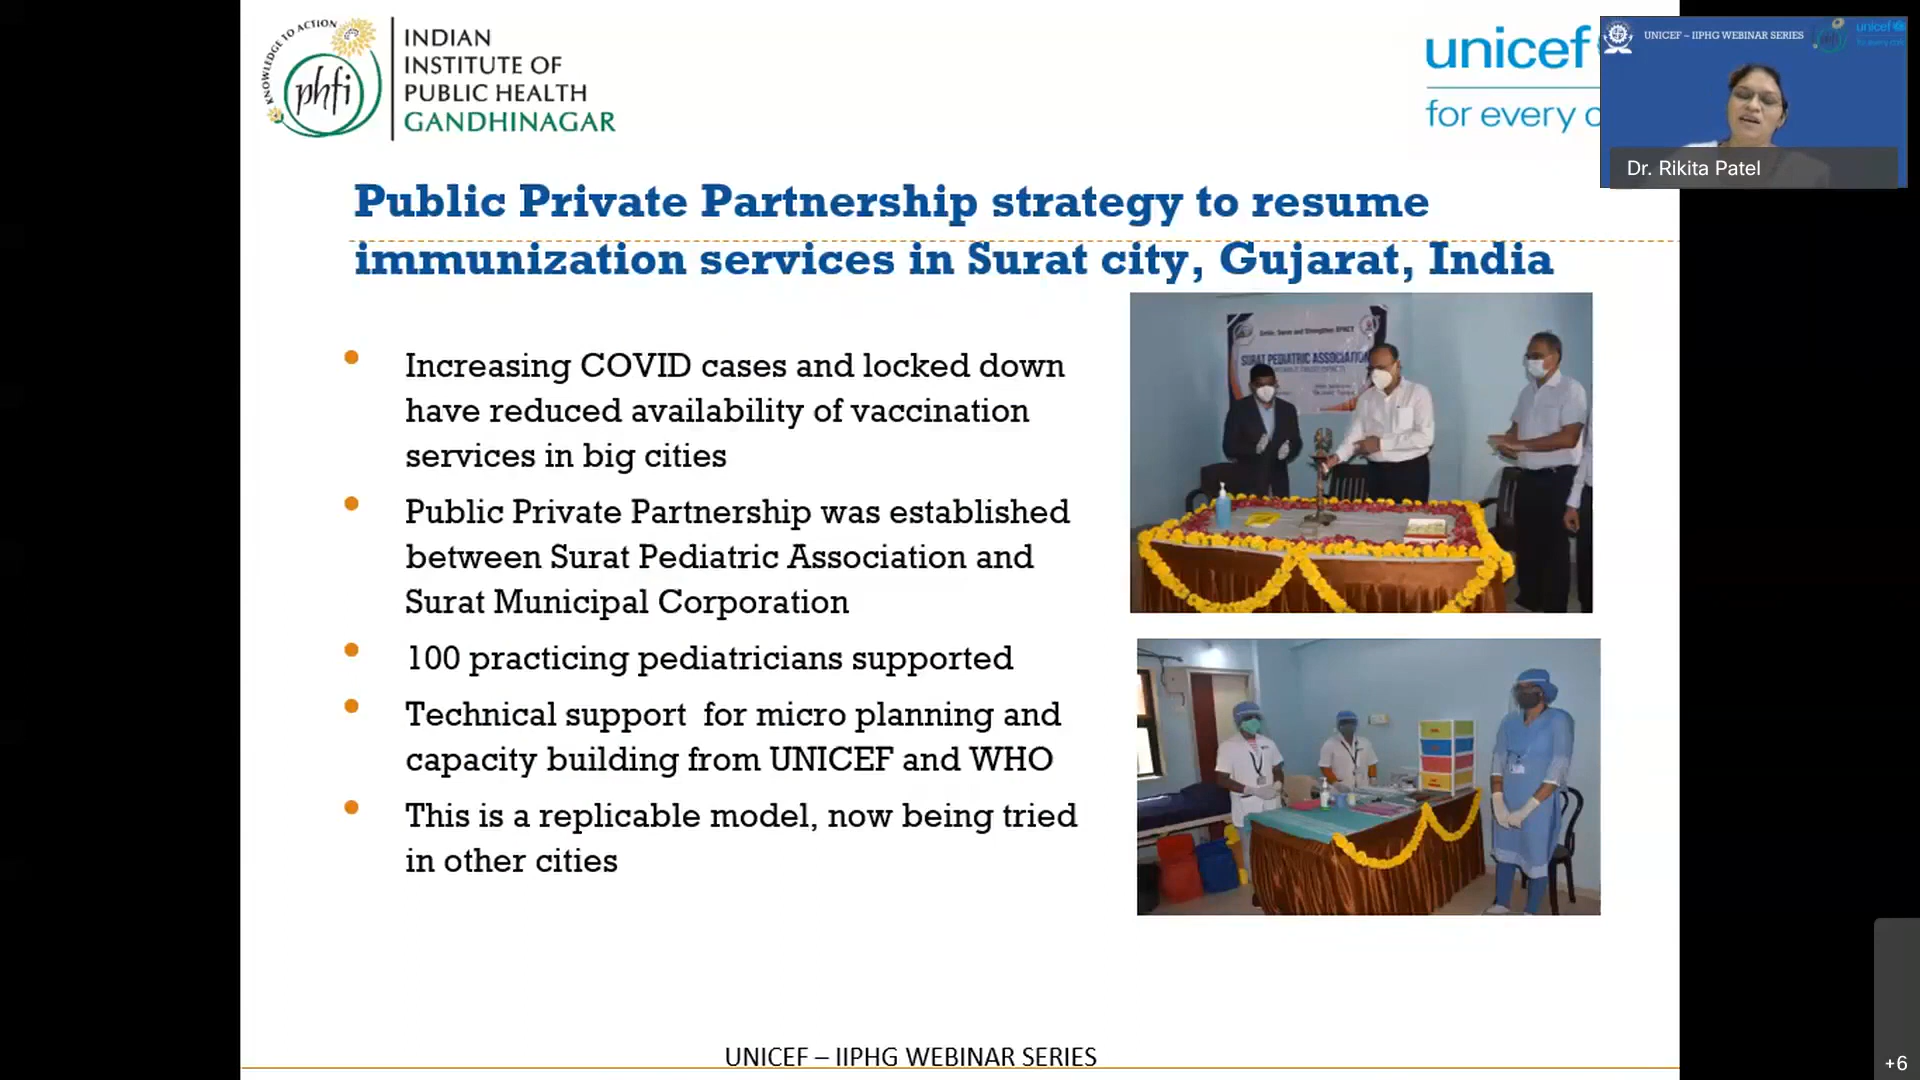 KNOWLEDGE TO ACTION
phfi
INDIAN
INSTITUTE OF
PUBLIC HEALTH
GANDHINAGAR
unicef
for every c
UNICEF – IIPHG WEBINAR SERIES
unicef
Dr. Rikita Patel
Public Private Partnership strategy to resume
immunization services in Surat city, Gujarat, India
Increasing COVID cases and locked down
have reduced availability of vaccination
services in big cities
Public Private Partnership was established
between Surat Pediatric Association and
Surat Municipal Corporation
100 practicing pediatricians supported
Technical support for micro planning and
capacity building from UNICEF and WHO
This is a replicable model, now being tried
in other cities
SURAT PEDIATRIC ASSOCIATION
UNICEF – IIPHG WEBINAR SERIES
+6